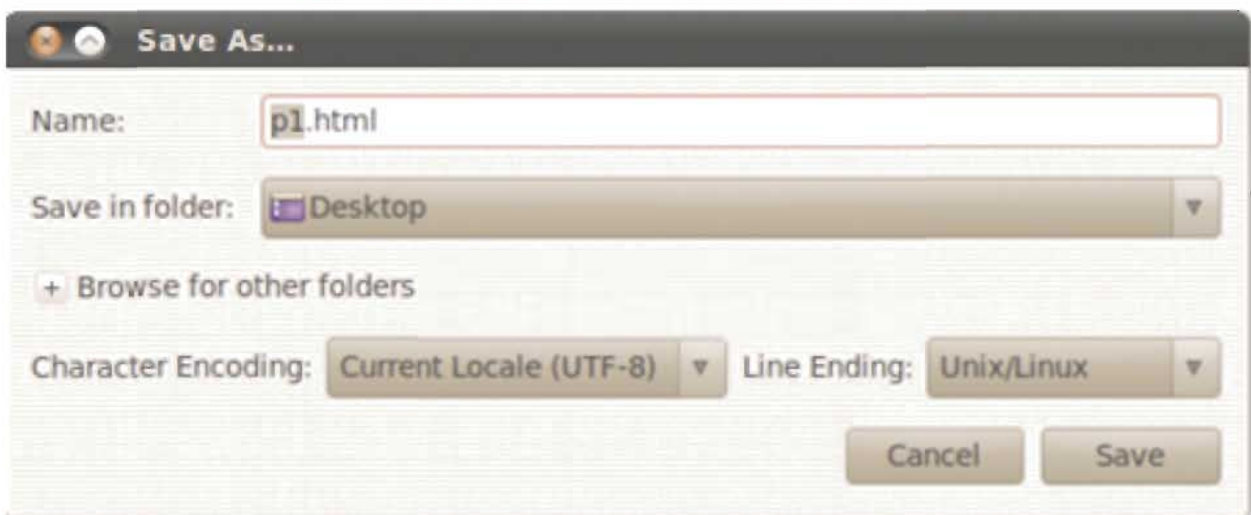 Save As...
Name: p1.html
Save in folder: Desktop
+ Browse for other folders
Character Encoding: Current Locale (UTF-8) Line Ending: Unix/Linux
Cancel Save